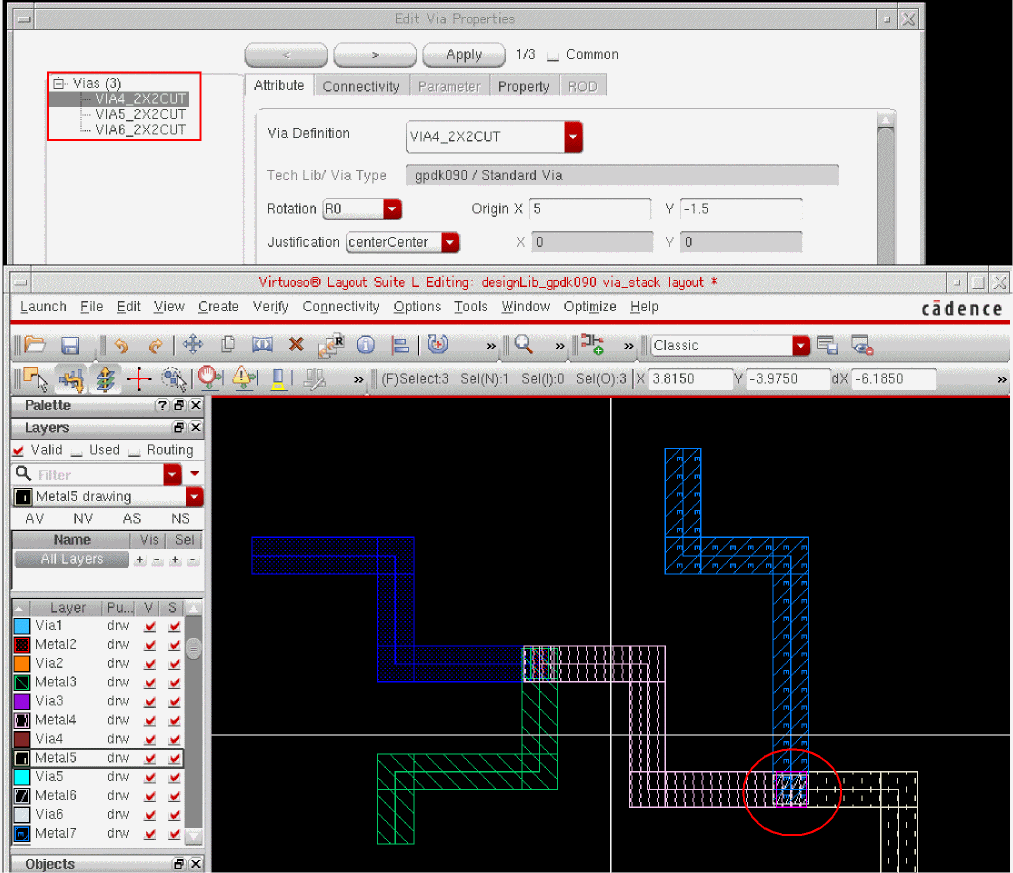 Edit Via Properties
< > Apply 1/3 Common
Vias (3)
VIA4_2X2CUT
VIA5_2X2CUT
VIA6_2X2CUT
Attribute Connectivity Parameter Property ROD
Via Definition VIA4_2X2CUT
Tech Lib/ Via Type gpdk090 / Standard Via
Rotation R0 Origin X 5 Y -1.5
Justification centerCenter X 0 Y 0
Virtuoso® Layout Suite L Editing: designLib_gpdk090 via_stack layout *
Launch File Edit View Create Verify Connectivity Options Tools Window Optimize Help
cādence
» » » Classic
» (F)Select:3 Sel(N):1 Sel(I):0 Sel(O):3 X 3.8150 Y -3.9750 dX -6.1850 »
Palette
Layers
Valid Used Routing
Filter
Metal5 drawing
AV NV AS NS
Name Vis Sel
All Layers + - + -
Layer Pu... V S
Via1 drw
Metal2 drw
Via2 drw
Metal3 drw
Via3 drw
Metal4 drw
Via4 drw
Metal5 drw
Via5 drw
Metal6 drw
Via6 drw
Metal7 drw
Objects